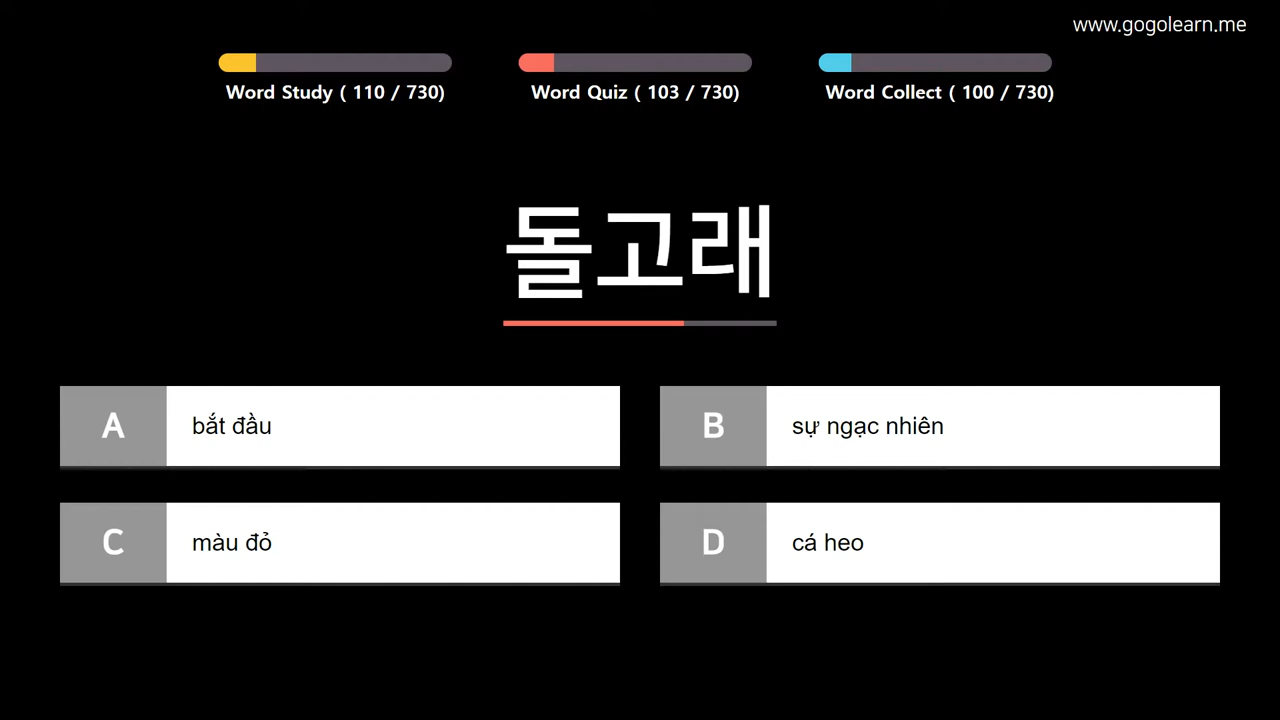 www.gogolearn.me
Word Study ( 110 / 730)
Word Quiz ( 103 / 730)
Word Collect ( 100 / 730)
돌고래
A bắt đầu
B sự ngạc nhiên
C màu đỏ
D cá heo